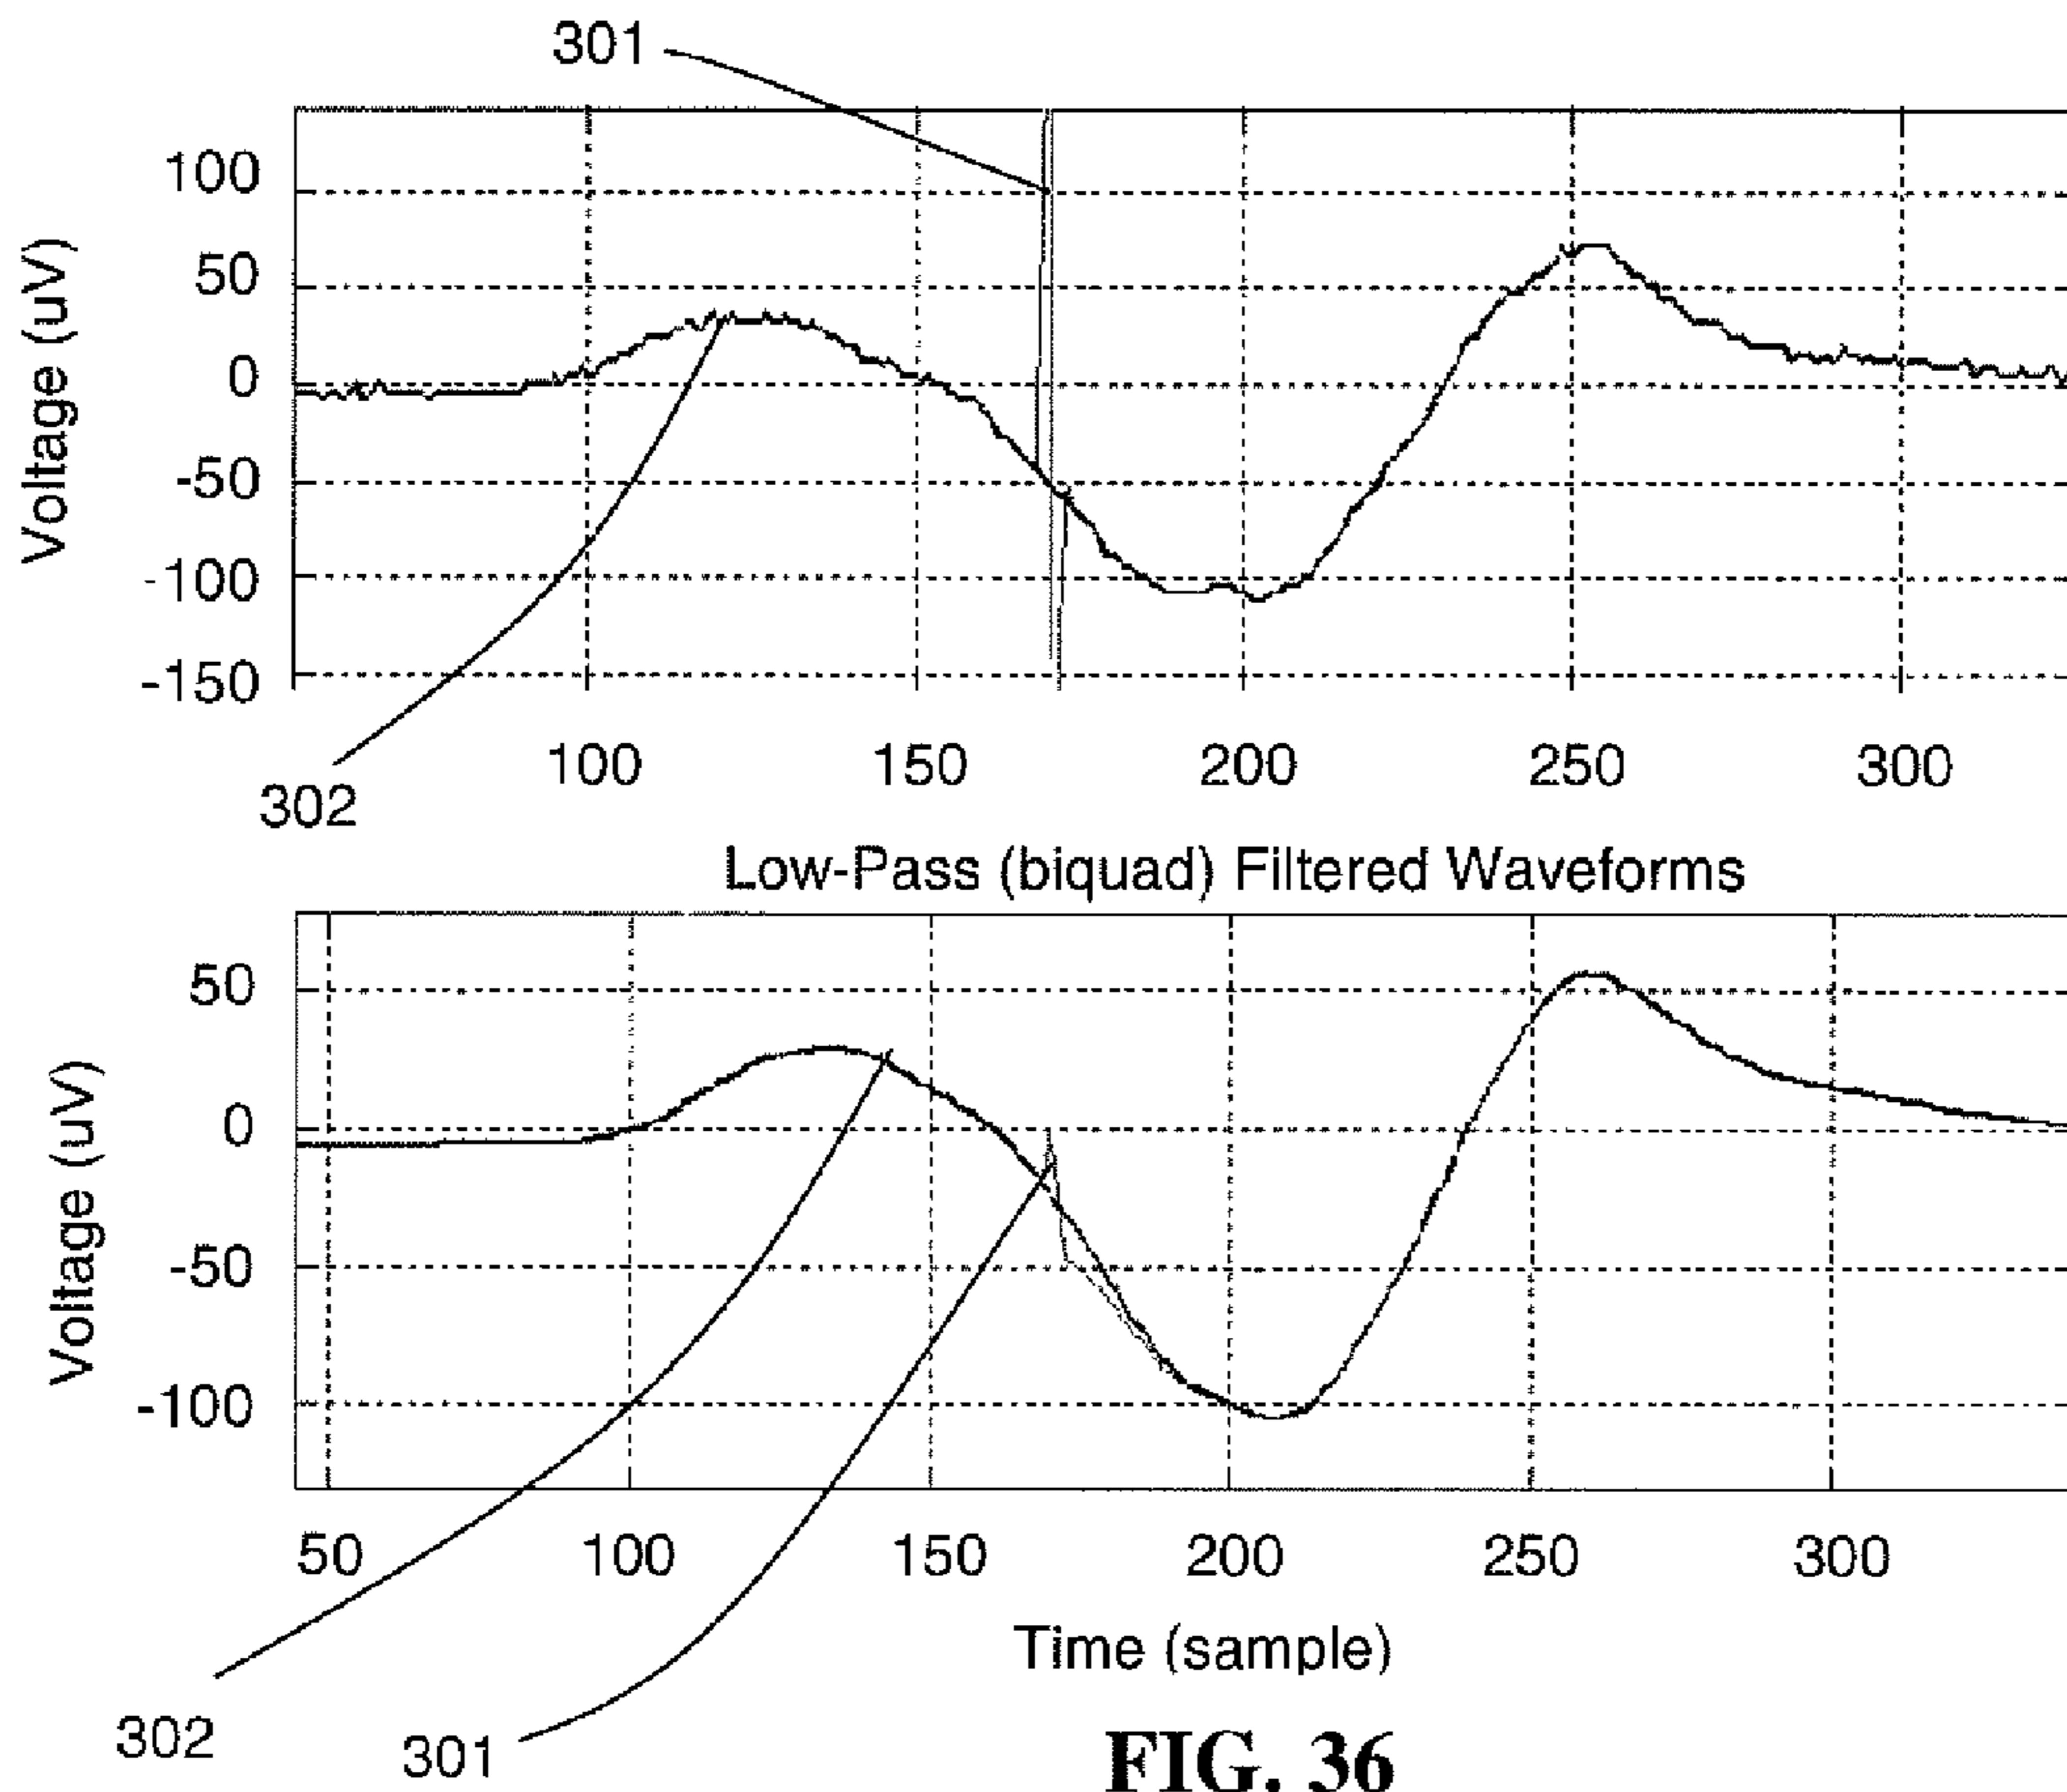 301
Voltage (uV)
100
50
0
-50
-100
-150
100 150 200 250 300
302
Low-Pass (biquad) Filtered Waveforms
Voltage (uV)
50
0
-50
-100
50 100 150 200 250 300
Time (sample)
302
301
FIG. 36